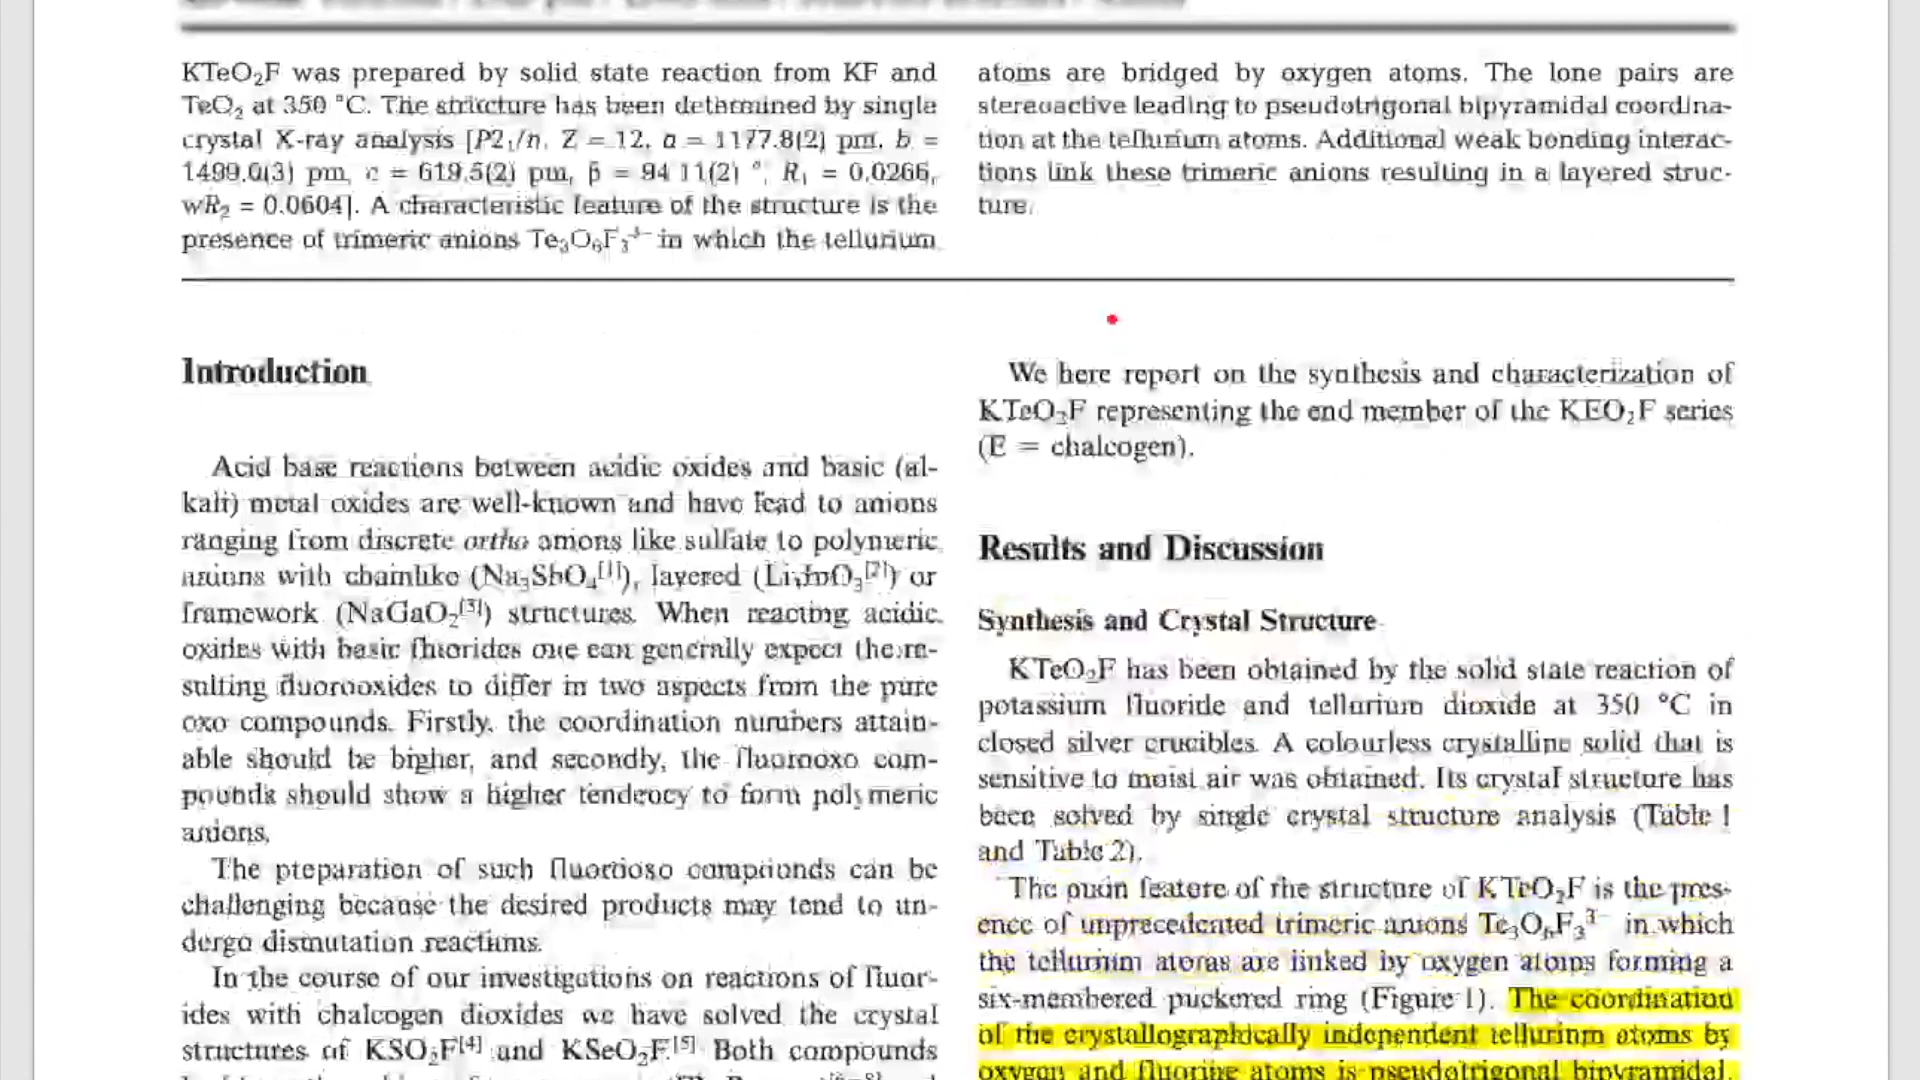 KTeO₂F was prepared by solid state reaction from KF and
TeO₂ at 350 °C. The structure has been determined by single
crystal X-ray analysis [P2₁/n, Z = 12, a = 1177.8(2) pm, b =
1499.0(3) pm, c = 619.5(2) pm, β = 94.11(2) °, R₁ = 0.0266,
wR₂ = 0.0604]. A characteristic feature of the structure is the
presence of trimeric anions Te₃O₆F₃³⁻ in which the tellurium
atoms are bridged by oxygen atoms. The lone pairs are
stereoactive leading to pseudotrigonal bipyramidal coordina-
tion at the tellurium atoms. Additional weak bonding interac-
tions link these trimeric anions resulting in a layered struc-
ture.
Introduction
Acid base reactions between acidic oxides and basic (al-
kali) metal oxides are well-known and have lead to anions
ranging from discrete ortho anions like sulfate to polymeric
anions with chainlike (Na₃SbO₄[1]), layered (Li₃InO₃[2]) or
framework (NaGaO₂[3]) structures. When reacting acidic
oxides with basic fluorides one can generally expect the re-
sulting fluorooxides to differ in two aspects from the pure
oxo compounds. Firstly, the coordination numbers attain-
able should be higher, and secondly, the fluorooxo com-
pounds should show a higher tendency to form polymeric
anions.
The preparation of such fluorooxo compounds can be
challenging because the desired products may tend to un-
dergo dismutation reactions.
In the course of our investigations on reactions of fluor-
ides with chalcogen dioxides we have solved the crystal
structures of KSO₂F[4] and KSeO₂F.[5] Both compounds
We here report on the synthesis and characterization of
KTeO₂F representing the end member of the KEO₂F series
(E = chalcogen).
Results and Discussion
Synthesis and Crystal Structure
KTeO₂F has been obtained by the solid state reaction of
potassium fluoride and tellurium dioxide at 350 °C in
closed silver crucibles. A colourless crystalline solid that is
sensitive to moist air was obtained. Its crystal structure has
been solved by single crystal structure analysis (Table 1
and Table 2).
The main feature of the structure of KTeO₂F is the pres-
ence of unprecedented trimeric anions Te₃O₆F₃³⁻ in which
the tellurium atoms are linked by oxygen atoms forming a
six-membered puckered ring (Figure 1). The coordination
of the crystallographically independent tellurium atoms by
oxygen and fluorine atoms is pseudotrigonal bipyramidal.